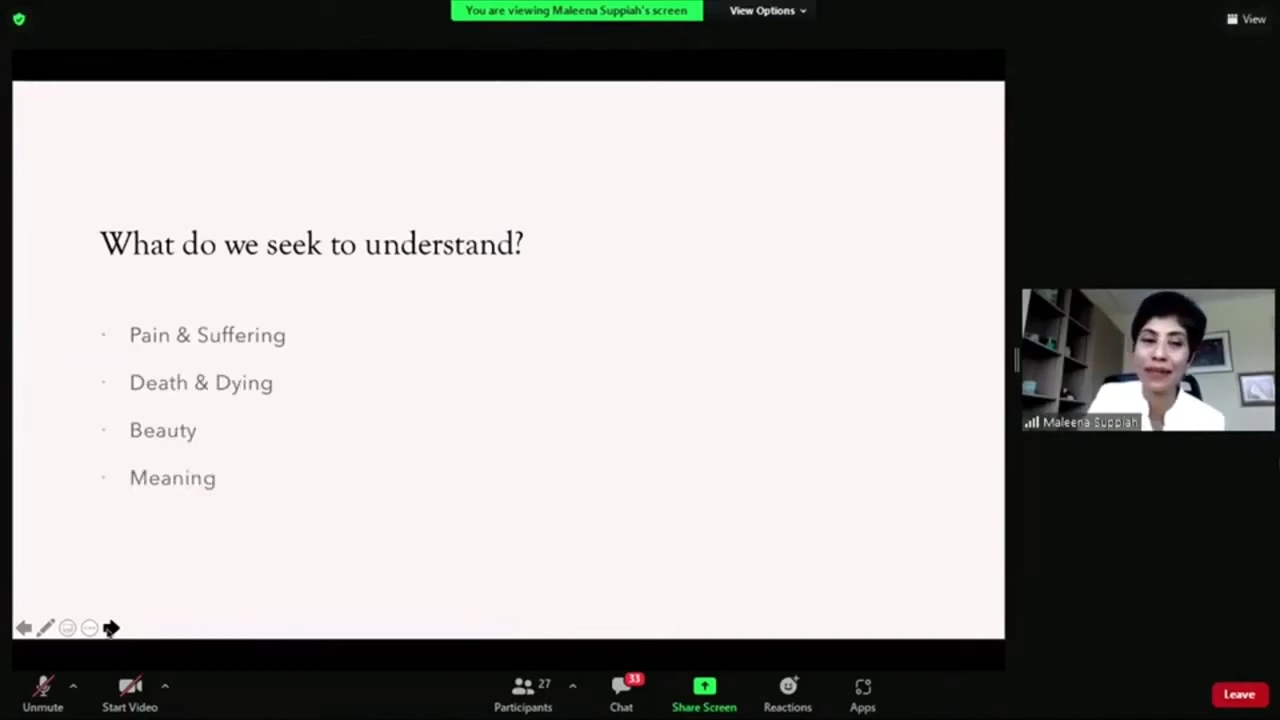 You are viewing Maleena Suppiah's screen
View Options
View
What do we seek to understand?
· Pain & Suffering
· Death & Dying
· Beauty
· Meaning
Maleena Suppiah
Unmute
Start Video
27
Participants
33
Chat
Share Screen
Reactions
Apps
Leave